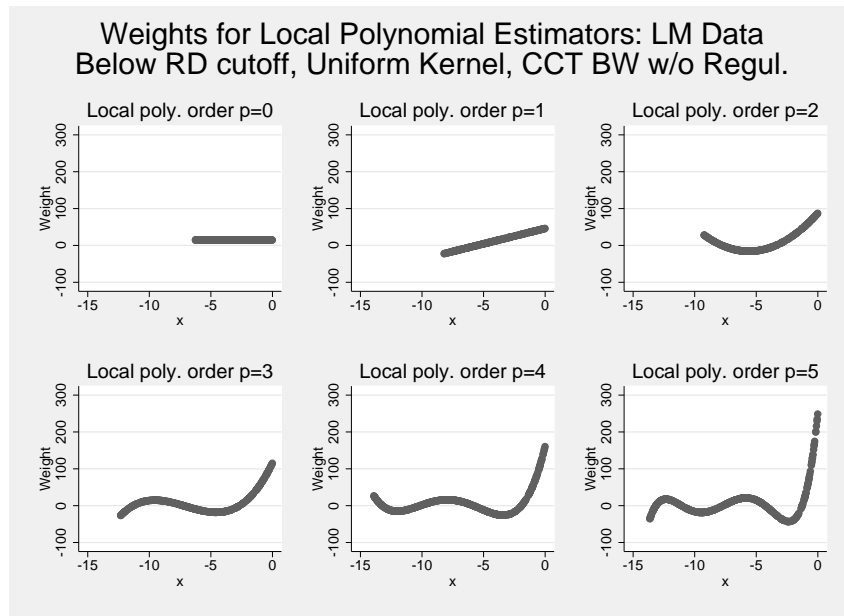 Weights for Local Polynomial Estimators: LM Data
Below RD cutoff, Uniform Kernel, CCT BW w/o Regul.
Local poly. order p=0
Weight
300
200
100
0
-100
-15 -10 -5 0
x
Local poly. order p=1
Weight
300
200
100
0
-100
-15 -10 -5 0
x
Local poly. order p=2
Weight
300
200
100
0
-100
-15 -10 -5 0
x
Local poly. order p=3
Weight
300
200
100
0
-100
-15 -10 -5 0
x
Local poly. order p=4
Weight
300
200
100
0
-100
-15 -10 -5 0
x
Local poly. order p=5
Weight
300
200
100
0
-100
-15 -10 -5 0
x